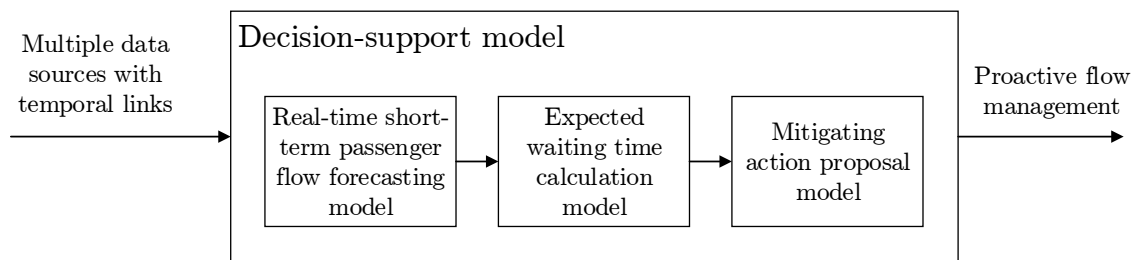 Multiple data
sources with
temporal links
Decision-support model
Real-time short-
term passenger
flow forecasting
model
Expected
waiting time
calculation
model
Mitigating
action proposal
model
Proactive flow
management